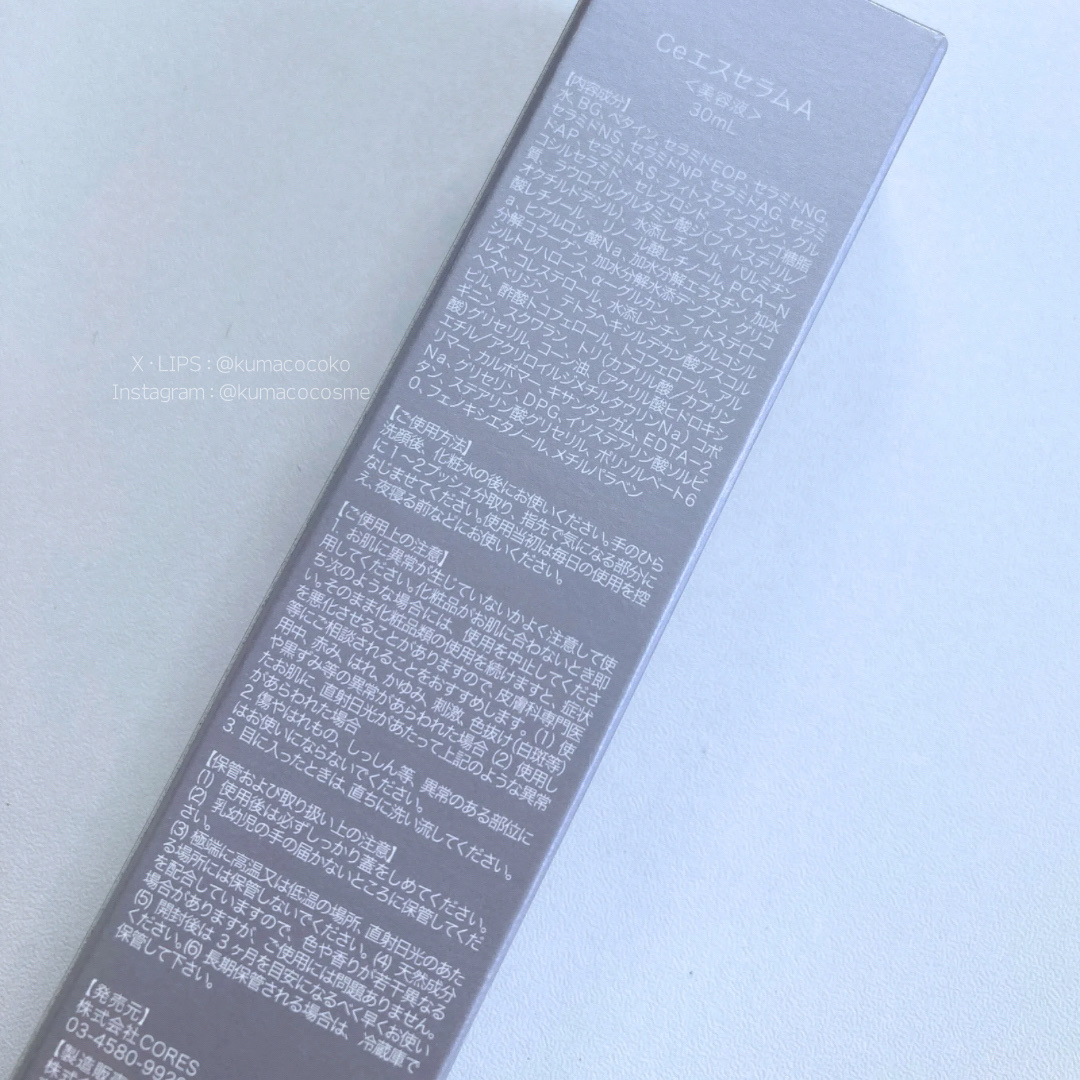 Ceエスセラム A
<美容液>
30mL
【内容成分】
水、BG、ベタイン、セラミドEOP、セラミドNG、
セラミドNS、セラミドNP、セラミドAG、セラミ
ドAP、セラミドAS、フィトスフィンゴシン、グル
コシルセラミド、セレブロシド、スフィンゴ糖脂
質、ラウロイルグルタミン酸ジ(フィトステリル/
オクチルドデシル)、水添レチノール、パルミチン
酸レチノール、リノール酸レチノール、PCA-N
a、ヒアルロン酸Na、加水分解エラスチン、加水
分解コラーゲン、加水分解水添デンプン、グリコ
シルトレハロース、α-グルカン、フィトステロー
ルズ、コレステロール、水添レシチン、グルコシル
ヘスペリジン、テトラヘキシルデカン酸アスコル
ビル、酢酸トコフェロール、トコフェロール、アル
ギニン、スクワラン、トリ(カプリル酸/カプリン
酸)グリセリル、コーン油、(アクリル酸ヒドロキシ
エチル/アクリロイルジメチルタウリンNa)コポ
リマー、カルボマー、キサンタンガム、EDTA-2
Na、グリセリン、DPG、イソステアリン酸ソルビ
タン、ステアリン酸グリセリル、ポリソルベート6
0、フェノキシエタノール、メチルパラベン
【ご使用方法】
洗顔後、化粧水の後にお使いください。手のひら
に1〜2プッシュ分取り、指先で気になる部分に
なじませてください。使用当初は毎日の使用を控
え、夜寝る前などにお使いください。
【ご使用上の注意】
1. お肌に異常が生じていないかよく注意して使
用してください。化粧品がお肌に合わないとき即
ち次のような場合には、使用を中止してくださ
い。そのまま化粧品類の使用を続けますと、症状
を悪化させることがありますので、皮膚科専門医
等にご相談されることをおすすめします。(1) 使
用中、赤み、はれ、かゆみ、刺激、色抜け(白斑等)
や黒ずみ等の異常があらわれた場合 (2) 使用し
たお肌に、直射日光があたって上記のような異常
があらわれた場合
2. 傷やはれもの、しっしん等、異常のある部位に
はお使いにならないでください。
3. 目に入ったときは、直ちに洗い流してください。
【保管および取り扱い上の注意】
(1) 使用後は必ずしっかり蓋をしめてください。
(2) 乳幼児の手の届かないところに保管してくだ
さい。
(3) 極端に高温又は低温の場所、直射日光のあた
る場所には保管しないでください。(4) 天然成分
を配合していますので、色や香りが若干異なる
場合がありますが、ご使用には問題ありません。
(5) 開封後は3ヶ月を目安になるべく早くお使い
ください。(6) 長期保管される場合は、冷蔵庫で
保管して下さい。
【発売元】
株式会社CORES
03-4580-992
【製造販売
株式
X・LIPS : @kumacocoko
Instagram : @kumacocosme